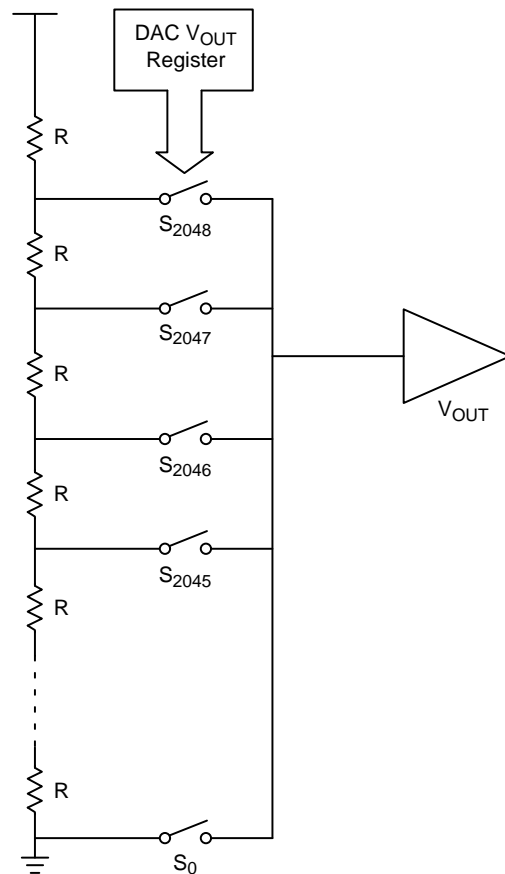 DAC VOUT
Register
R
S2048
R
S2047
R
VOUT
S2046
R
S2045
R
R
S0